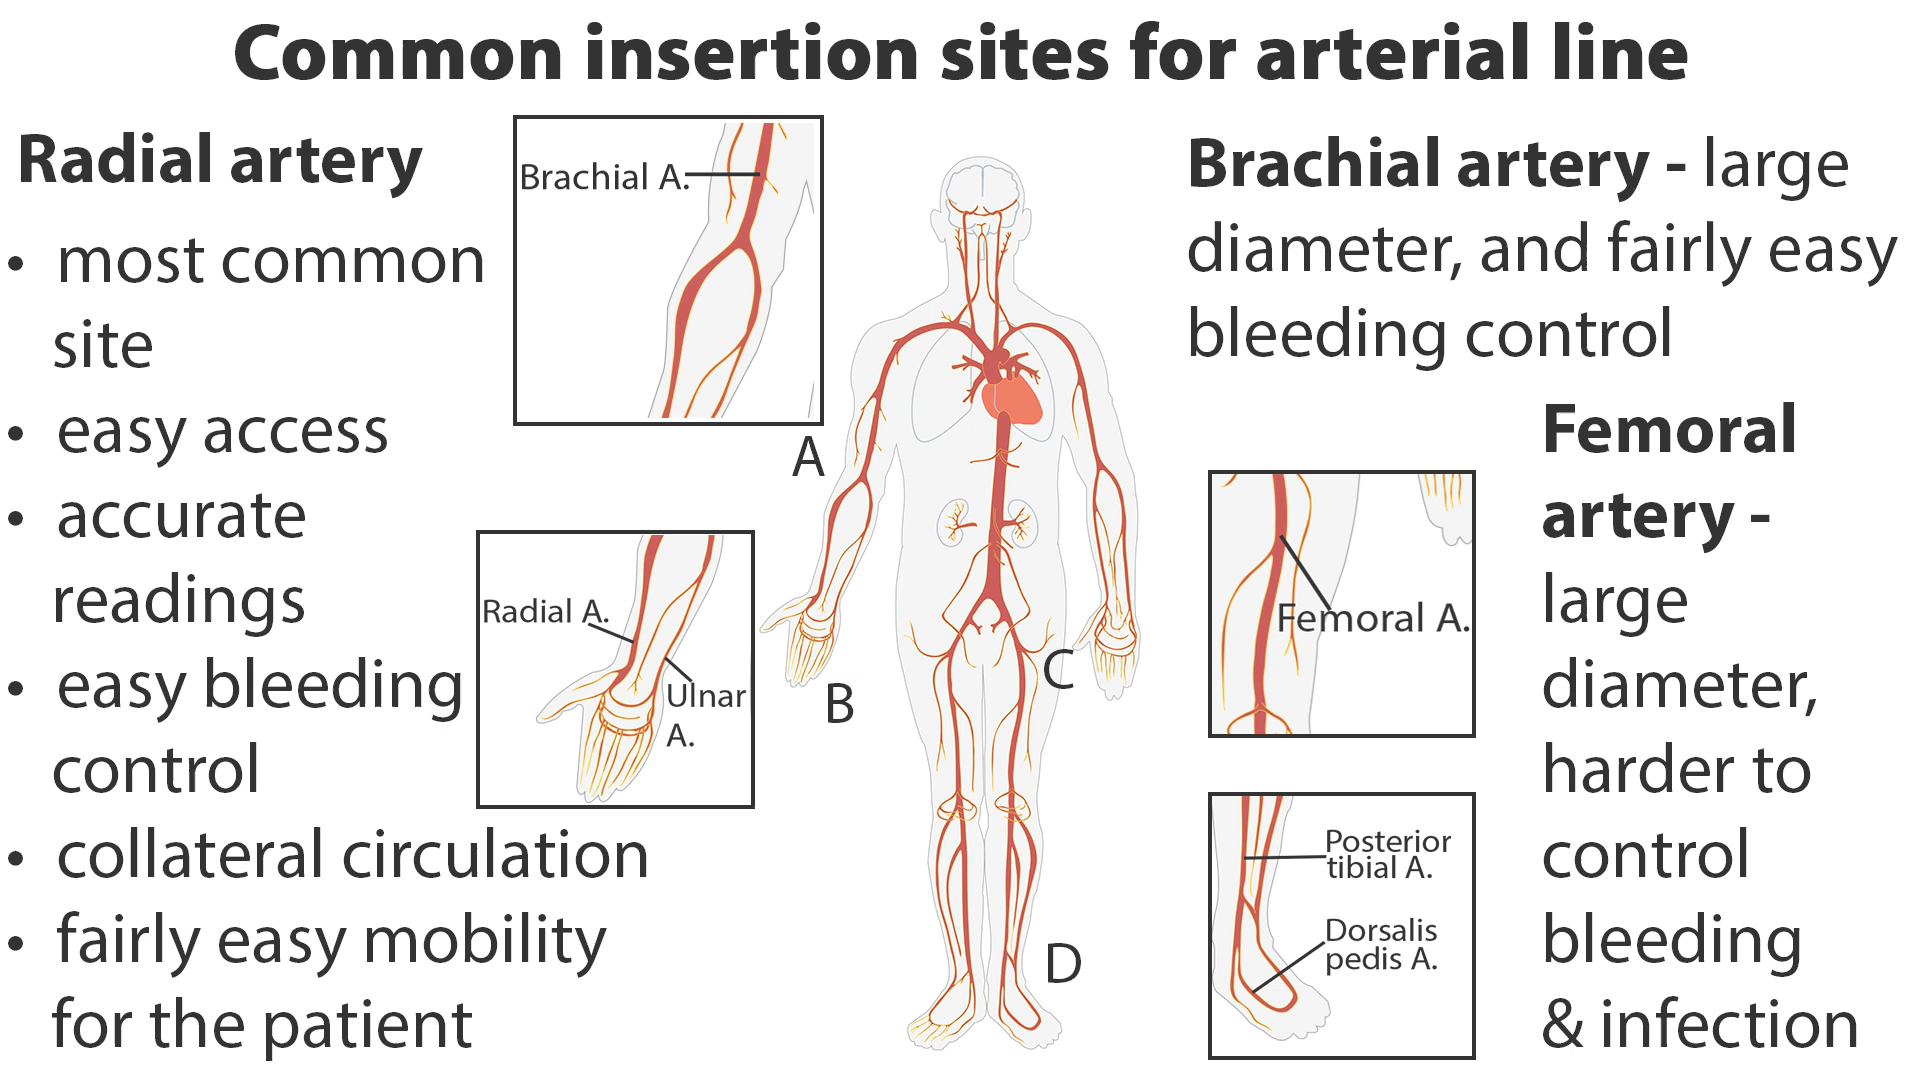 Common insertion sites for arterial line
Radial artery
• most common
site
• easy access
• accurate
readings
• easy bleeding
control
• collateral circulation
• fairly easy mobility
for the patient
Brachial A.
A
Radial A.
Ulnar
A.
B
Brachial artery - large
diameter, and fairly easy
bleeding control
Femoral
artery -
large
diameter,
harder to
control
bleeding
& infection
Femoral A.
C
Posterior
tibial A.
Dorsalis
pedis A.
D